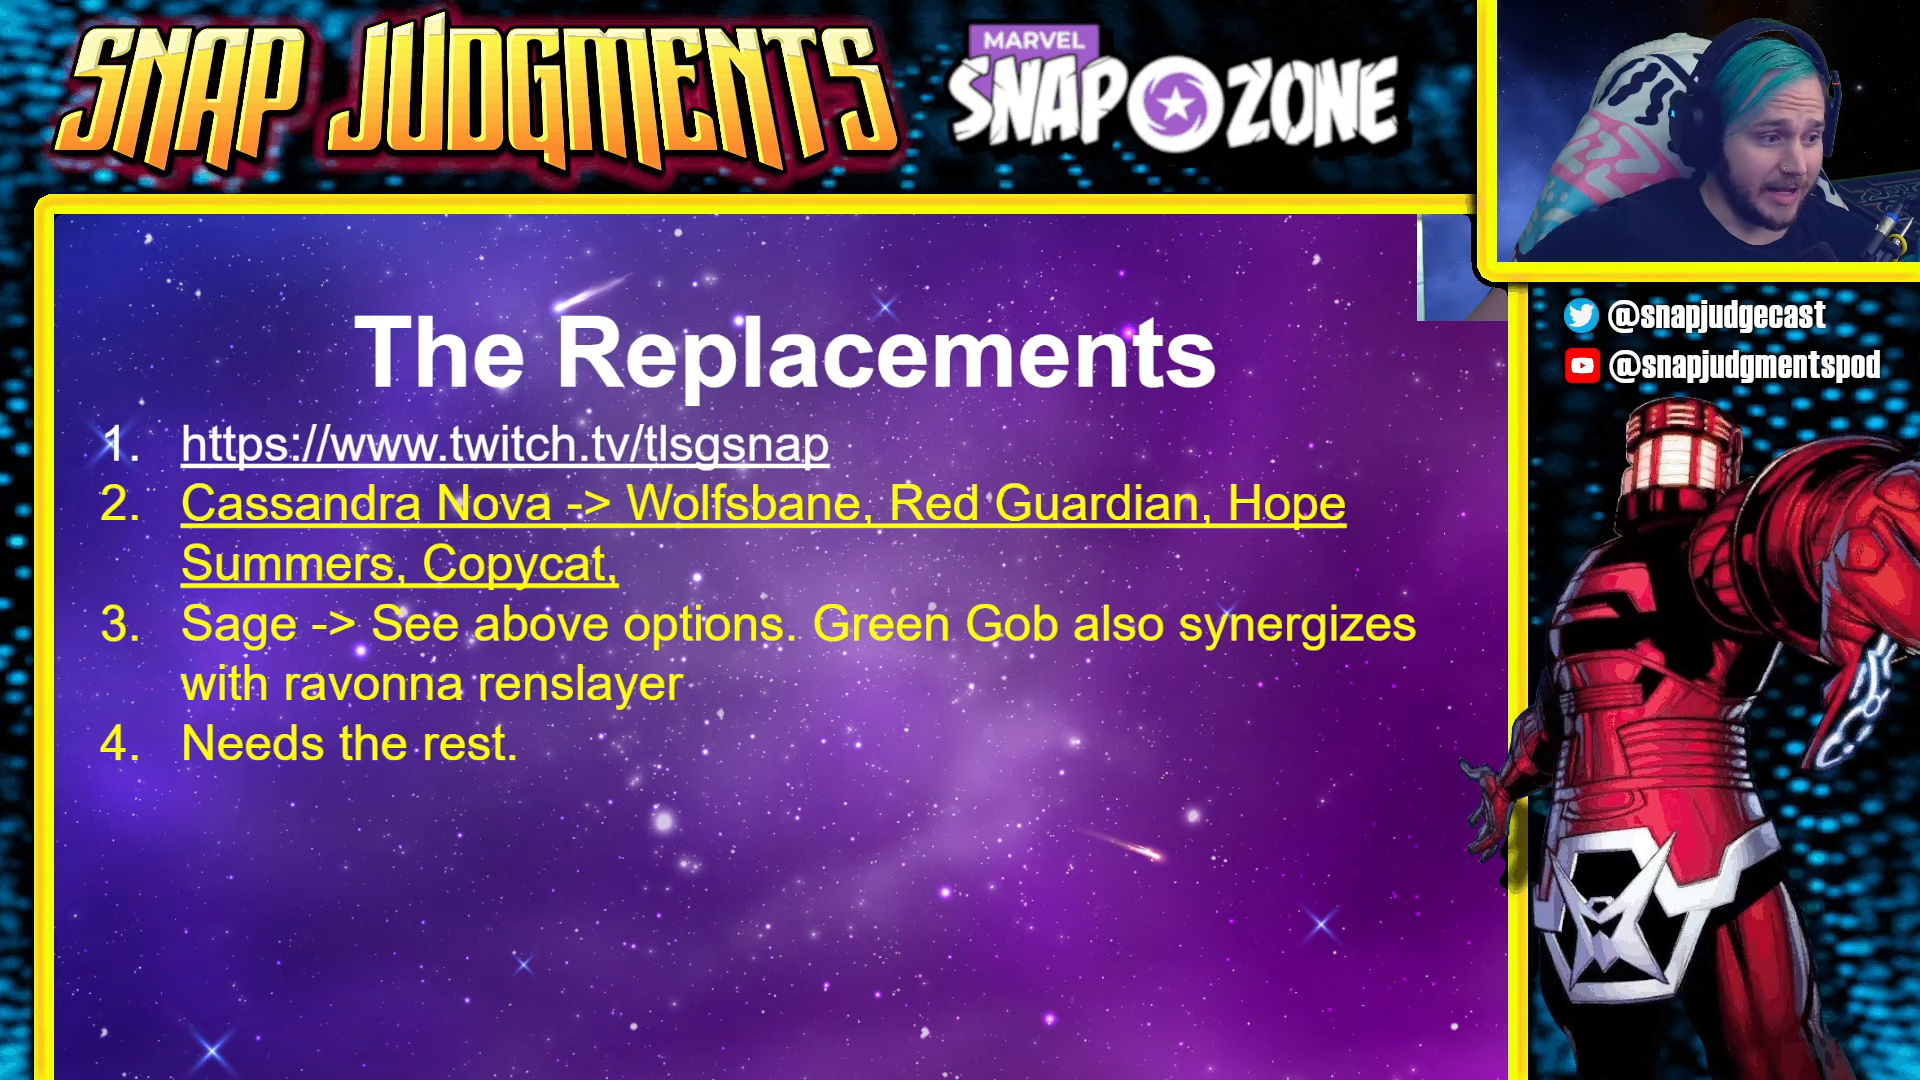 SNAP JUDGMENTS
MARVEL
SNAP ZONE
@snapjudgecast
@snapjudgmentspod
The Replacements
1. https://www.twitch.tv/tlsgsnap
2. Cassandra Nova -> Wolfsbane, Red Guardian, Hope
Summers, Copycat,
3. Sage -> See above options. Green Gob also synergizes
with ravonna renslayer
4. Needs the rest.